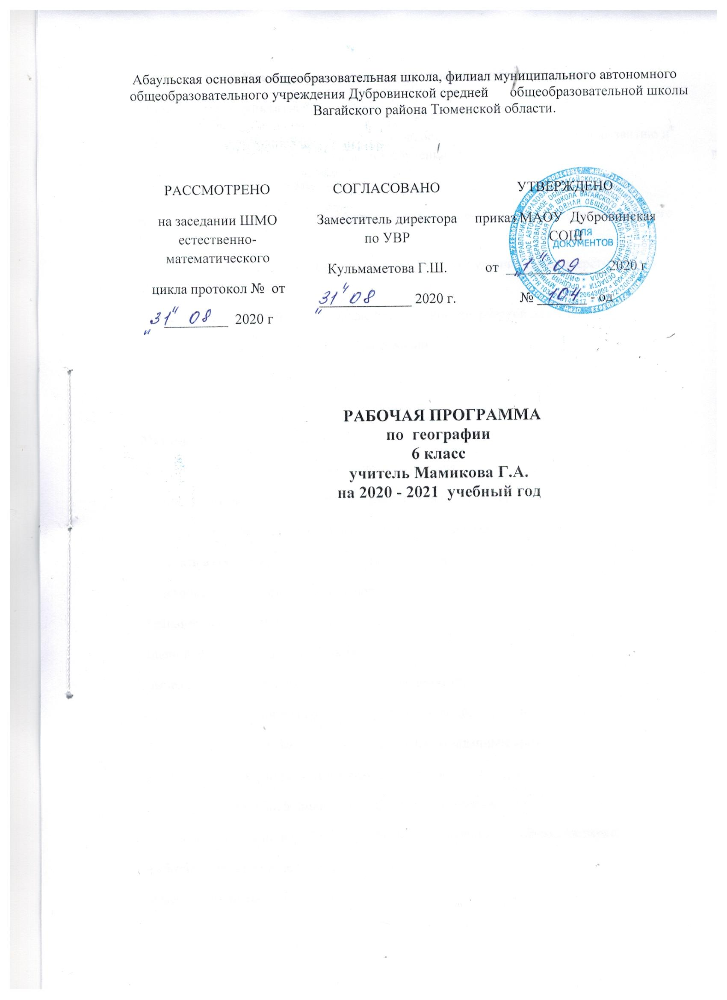 Абаульская основная общеобразовательная школа, филиал муниципального автономного
общеобразовательного учреждения Дубровинской средней общеобразовательной школы
Вагайского района Тюменской области.
РАССМОТРЕНО
на заседании ШМО
естественно-
математического
цикла протокол № от
„31" 08 2020 г
СОГЛАСОВАНО
Заместитель директора
по УВР
Кульмаметова Г.Ш.
„31" 08 2020 г.
УТВЕРЖДЕНО
приказ МАОУ Дубровинская
СОШ
от „1" 09 2020 г
№ 104 - од
ДЛЯ
ДОКУМЕНТОВ
РАБОЧАЯ ПРОГРАММА
по географии
6 класс
учитель Мамикова Г.А.
на 2020 - 2021 учебный год